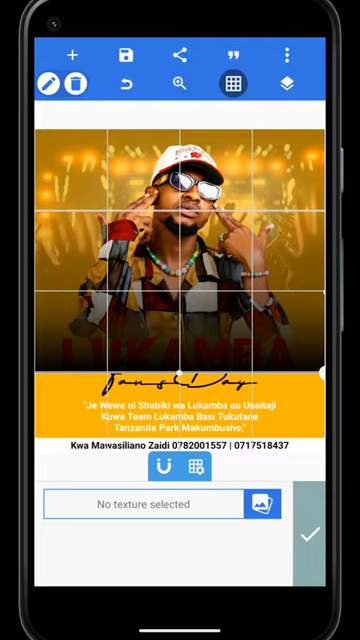 LUKAMBA
Fans Day
"Je Wewe ni Shabiki wa Lukamba au Unaitaji
Kuwa Team Lukamba Basi Tukutane
Tanzanite Park Makumbusho."
Kwa Mawasiliano Zaidi 0782001557 | 0717518437
No texture selected